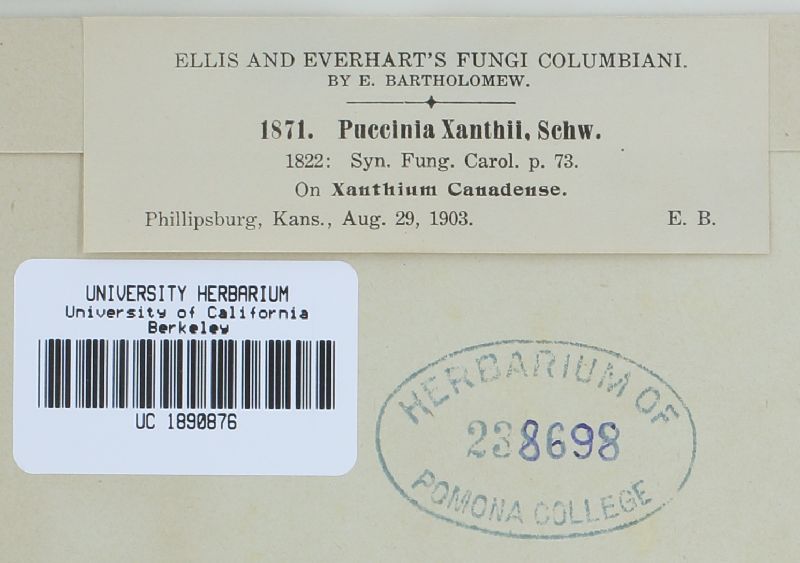 ELLIS AND EVERHART'S FUNGI COLUMBIANI.
BY E. BARTHOLOMEW.
1871. Puccinia Xanthii, Schw.
1822: Syn. Fung. Carol. p. 73.
On Xanthium Canadense.
Phillipsburg, Kans., Aug. 29, 1903. E. B.
UNIVERSITY HERBARIUM
University of California
Berkeley
UC 1890876
HERBARIUM OF
238698
POMONA COLLEGE